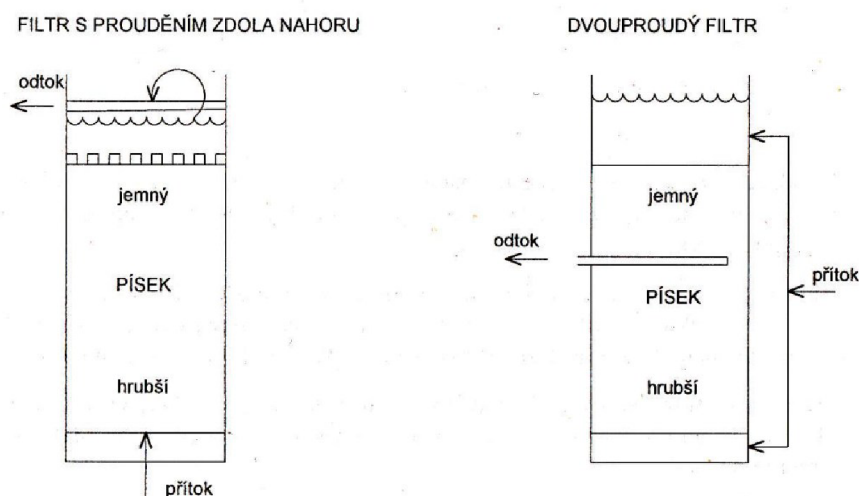 FILTR S PROUDĚNÍM ZDOLA NAHORU
odtok
jemný
PÍSEK
hrubší
přítok
DVOUPROUDÝ FILTR
jemný
odtok
PÍSEK
přítok
hrubší